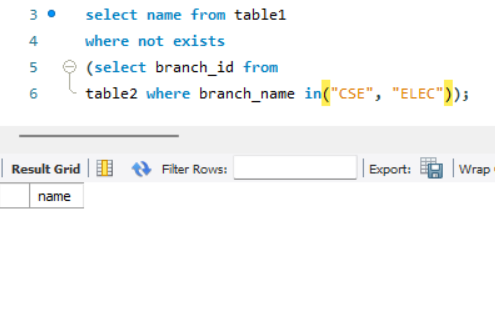 3 select name from table1
4 where not exists
5 (select branch_id from
6 table2 where branch_name in("CSE", "ELEC"));
Result Grid Filter Rows: Export: Wrap
name